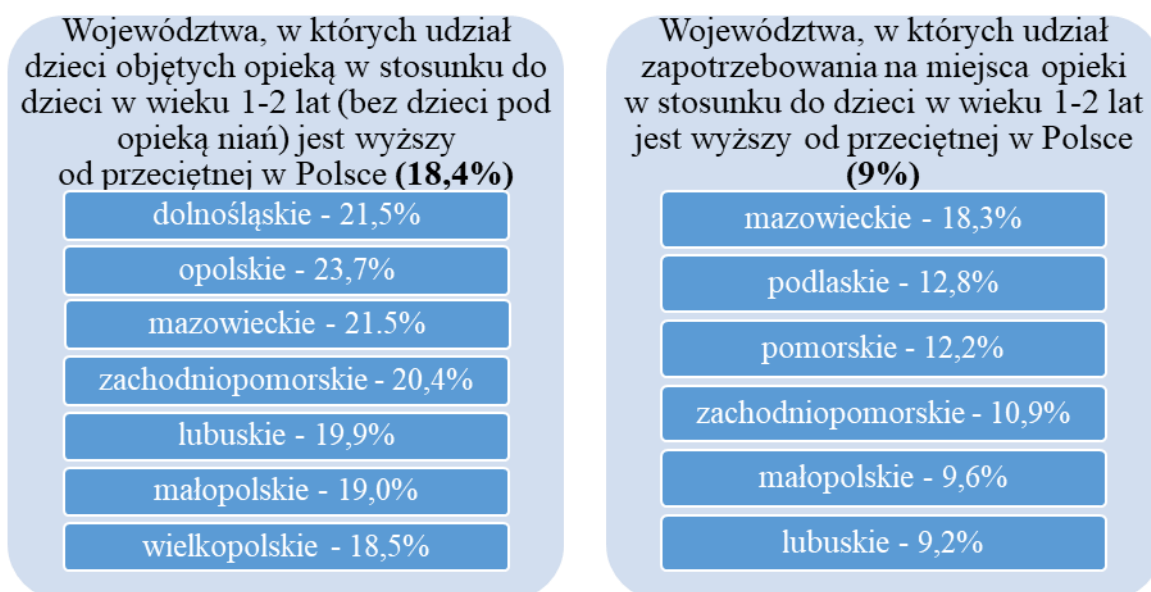 Województwa, w których udział
dzieci objętych opieką w stosunku do
dzieci w wieku 1-2 lat (bez dzieci pod
opieką niań) jest wyższy
od przeciętnej w Polsce (18,4%)
dolnośląskie - 21,5%
opolskie - 23,7%
mazowieckie - 21.5%
zachodniopomorskie - 20,4%
lubuskie - 19,9%
małopolskie - 19,0%
wielkopolskie - 18,5%
Województwa, w których udział
zapotrzebowania na miejsca opieki
w stosunku do dzieci w wieku 1-2 lat
jest wyższy od przeciętnej w Polsce
(9%)
mazowieckie - 18,3%
podlaskie - 12,8%
pomorskie - 12,2%
zachodniopomorskie - 10,9%
małopolskie - 9,6%
lubuskie - 9,2%